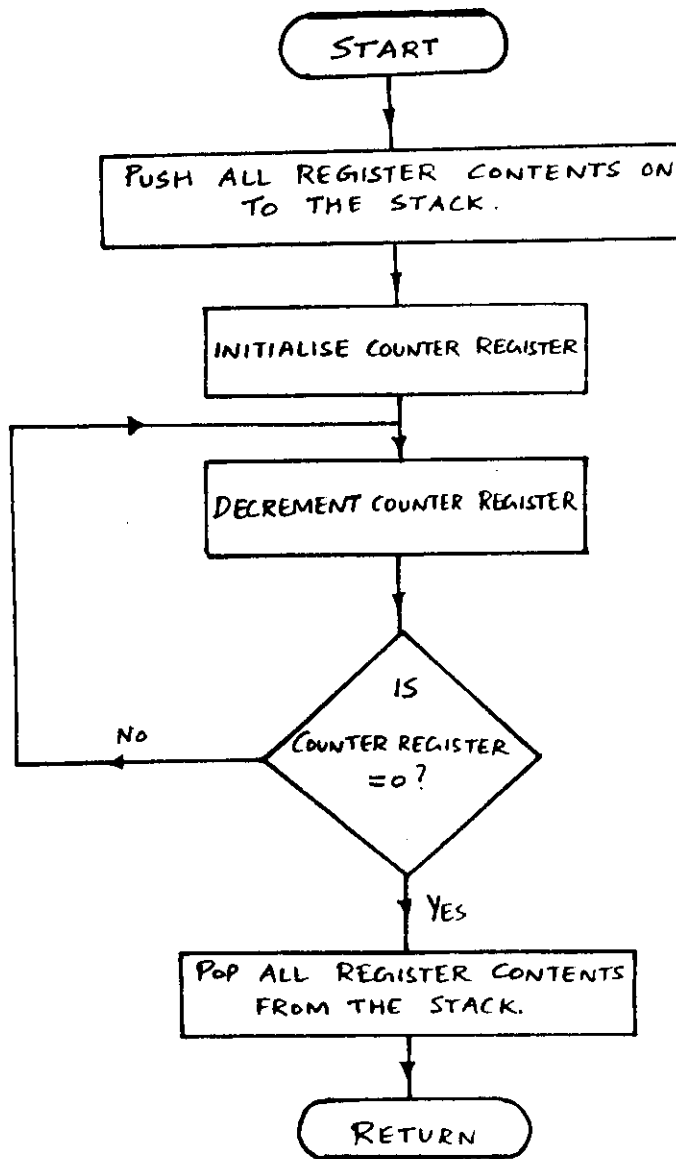 START
PUSH ALL REGISTER CONTENTS ON
TO THE STACK.
INITIALISE COUNTER REGISTER
DECREMENT COUNTER REGISTER
IS
COUNTER REGISTER
=0?
NO
YES
POP ALL REGISTER CONTENTS
FROM THE STACK.
RETURN